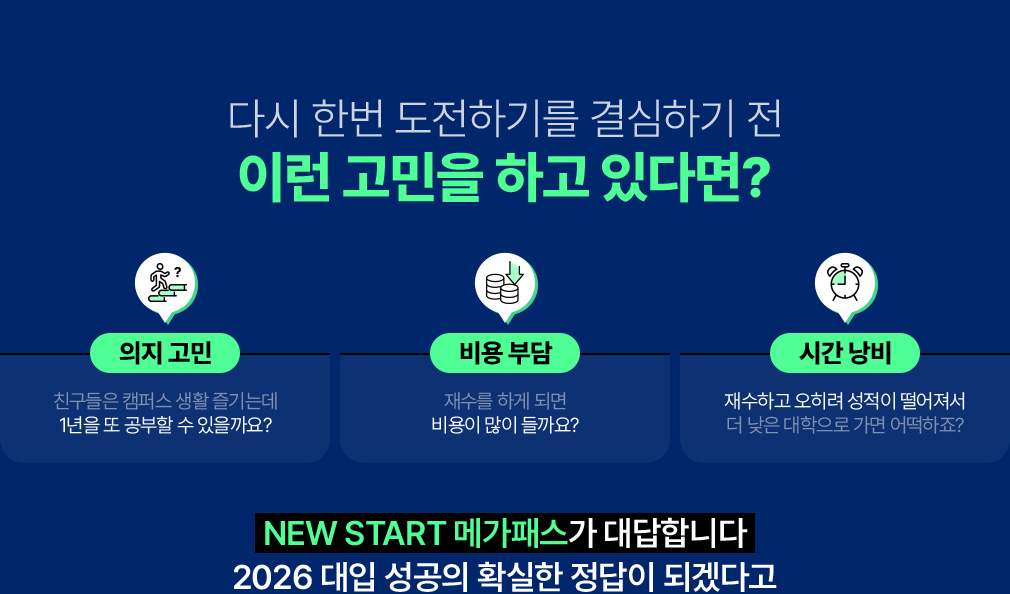 다시 한번 도전하기를 결심하기 전
이런 고민을 하고 있다면?
?
의지 고민
친구들은 캠퍼스 생활 즐기는데
1년을 또 공부할 수 있을까요?
비용 부담
재수를 하게 되면
비용이 많이 들까요?
시간 낭비
재수하고 오히려 성적이 떨어져서
더 낮은 대학으로 가면 어떡하죠?
NEW START 메가패스가 대답합니다
2026 대입 성공의 확실한 정답이 되겠다고